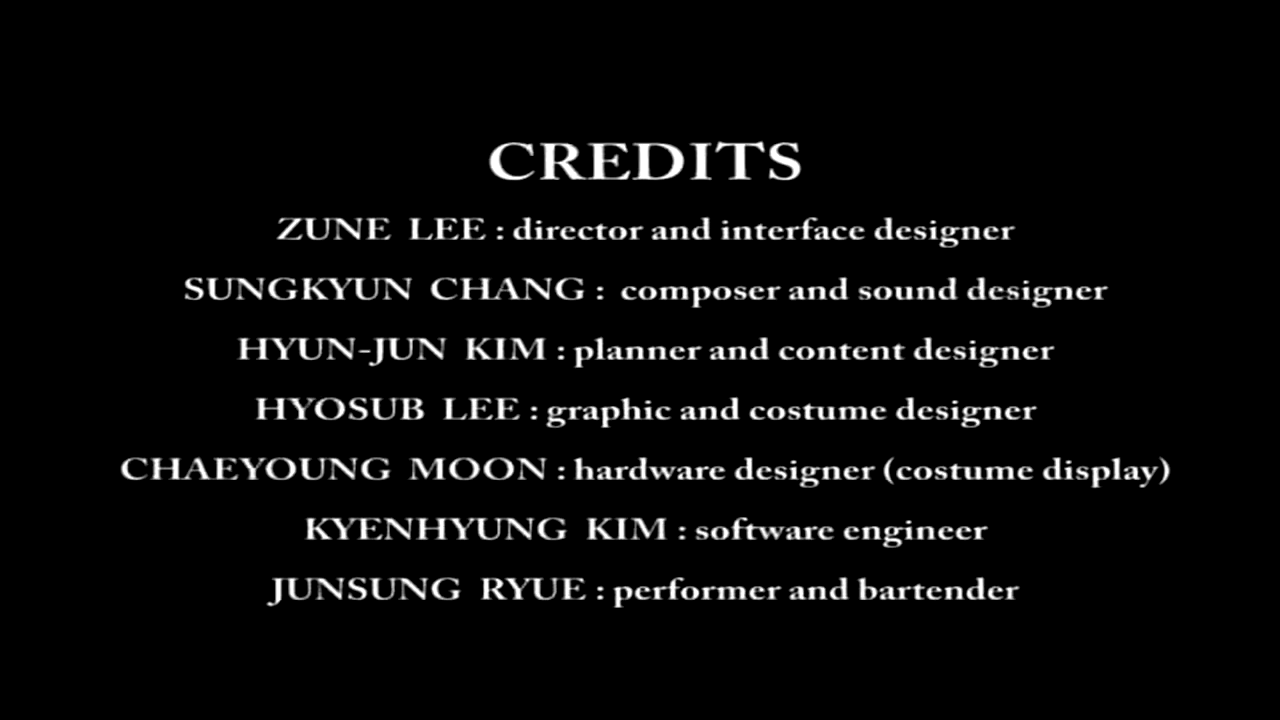 CREDITS
ZUNE LEE : director and interface designer
SUNGKYUN CHANG : composer and sound designer
HYUN-JUN KIM : planner and content designer
HYOSUB LEE : graphic and costume designer
CHAEYOUNG MOON : hardware designer (costume display)
KYENHYUNG KIM : software engineer
JUNSUNG RYUE : performer and bartender